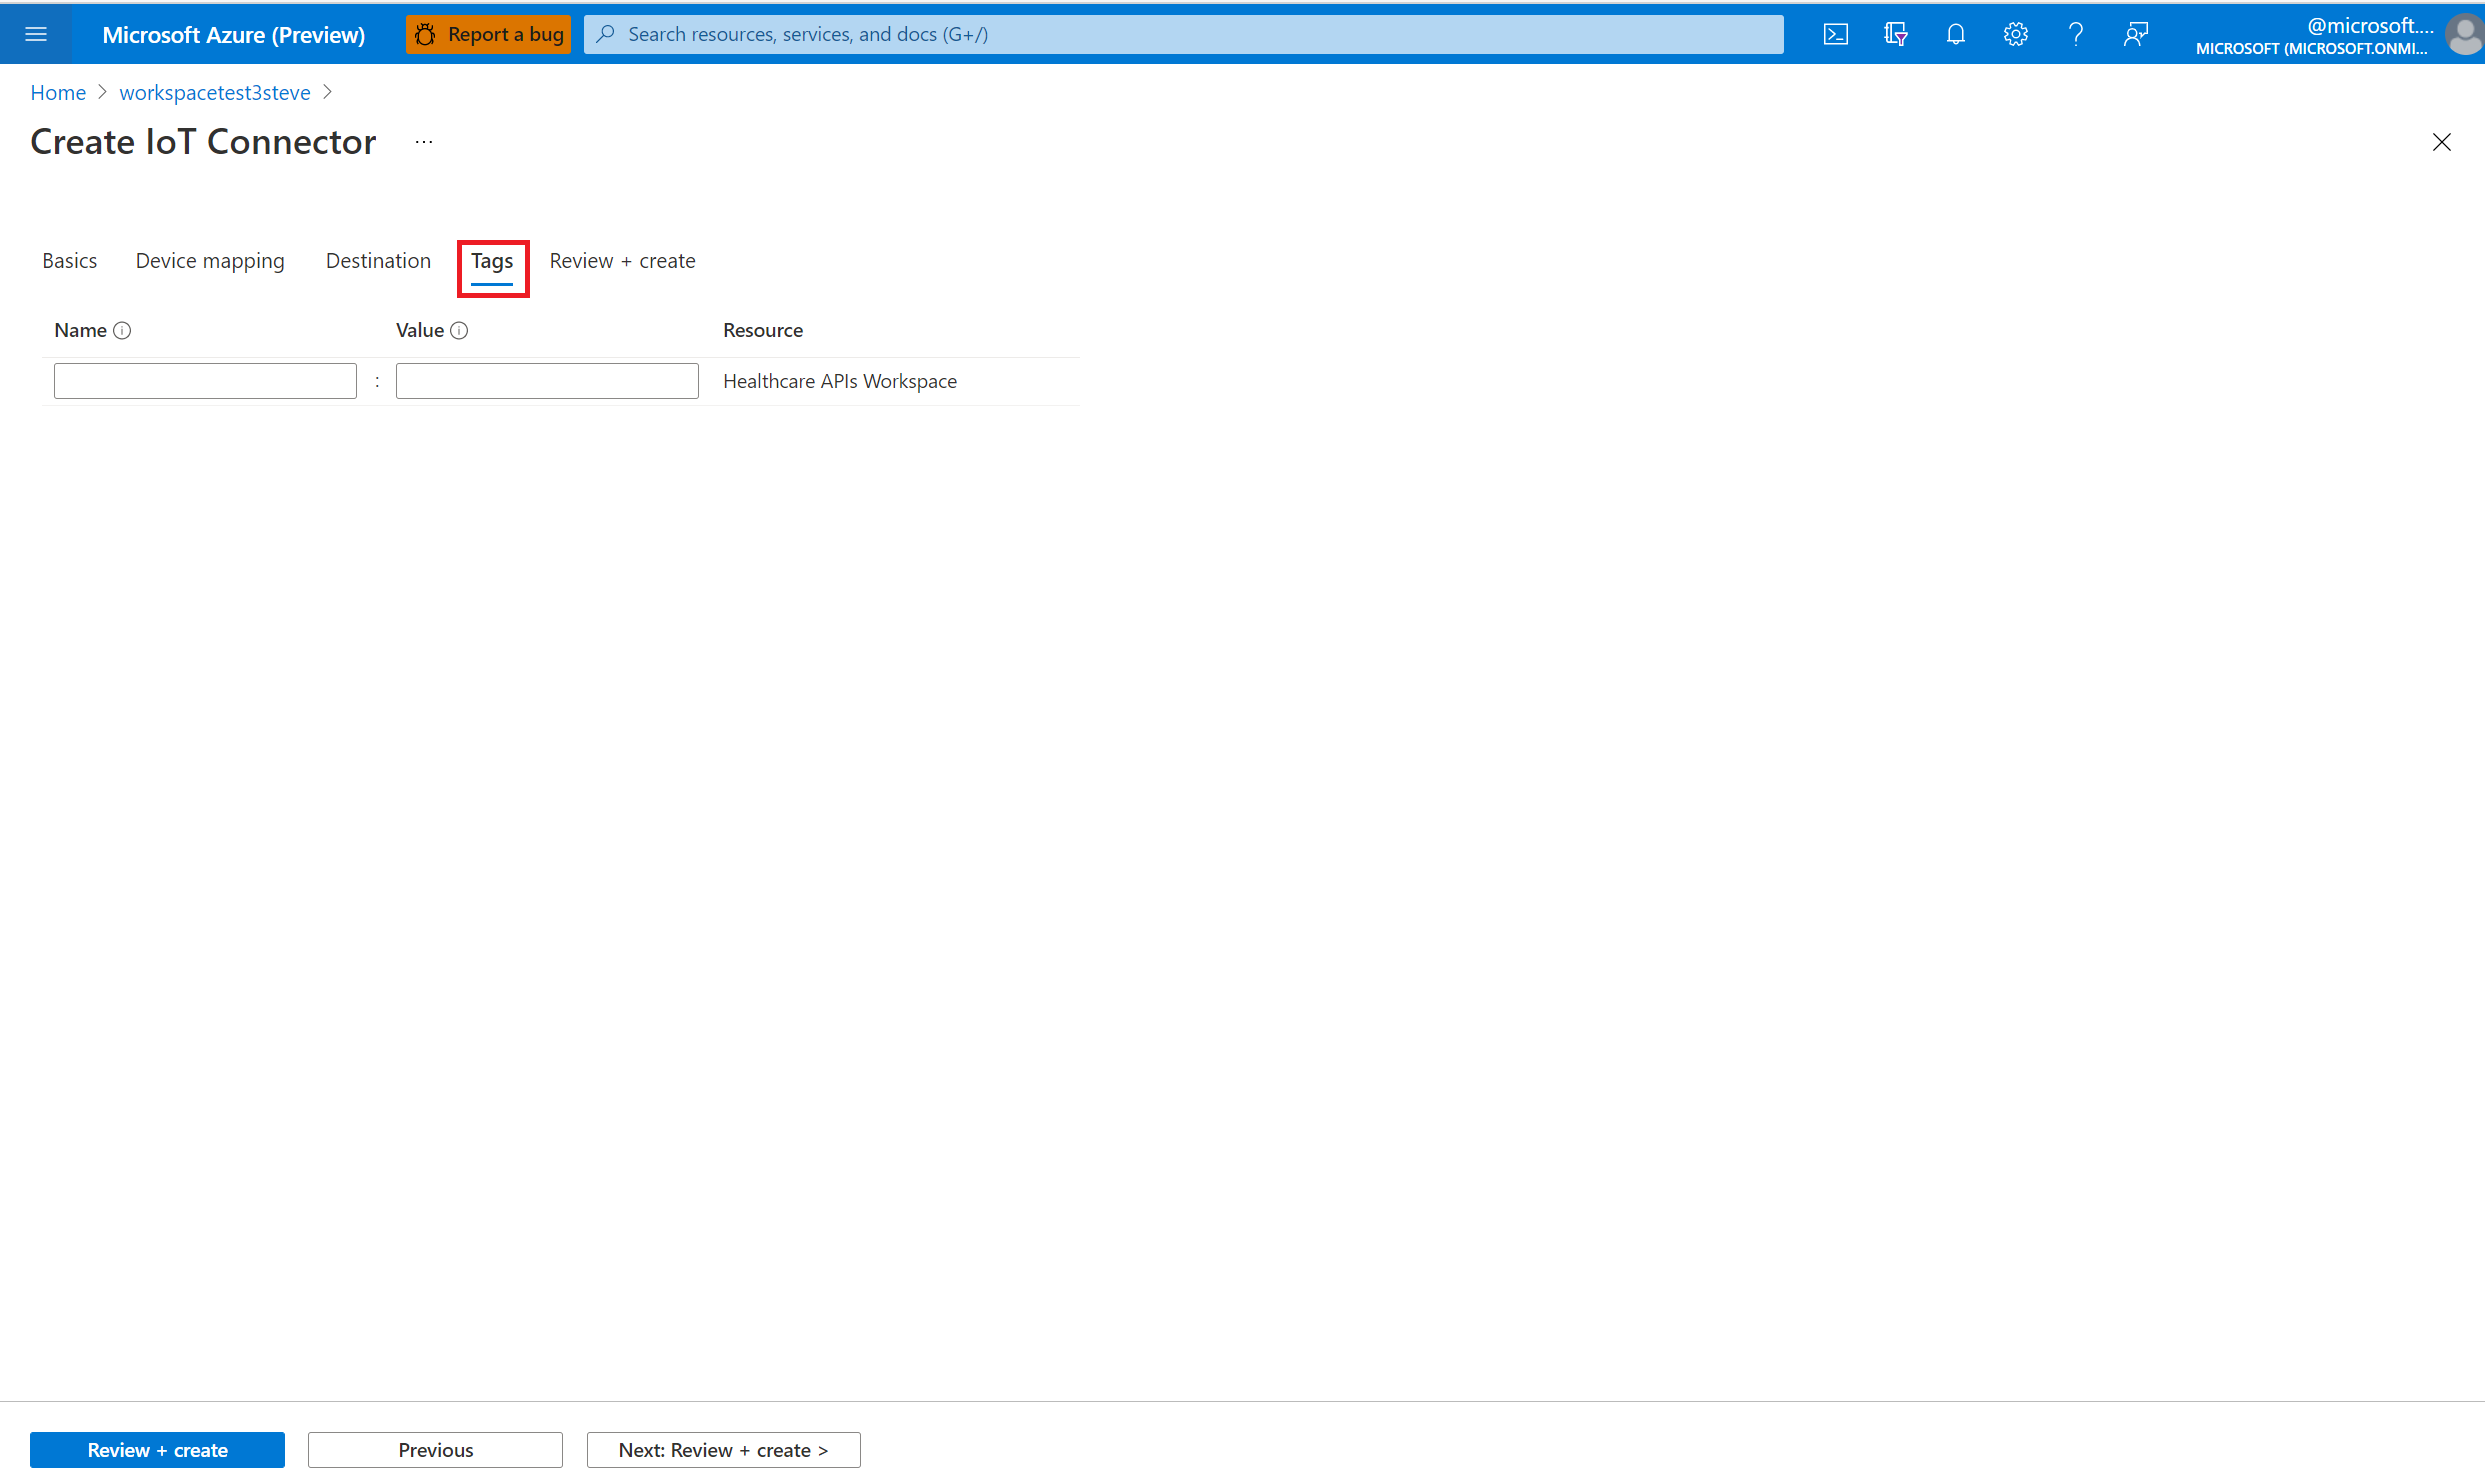 Microsoft Azure (Preview)
Report a bug
Search resources, services, and docs (G+/)
@microsoft....
MICROSOFT (MICROSOFT.ONMI...
Home > workspacetest3steve >
Create IoT Connector ...
Basics Device mapping Destination Tags Review + create
Name Value Resource
: Healthcare APIs Workspace
Review + create Previous Next: Review + create >